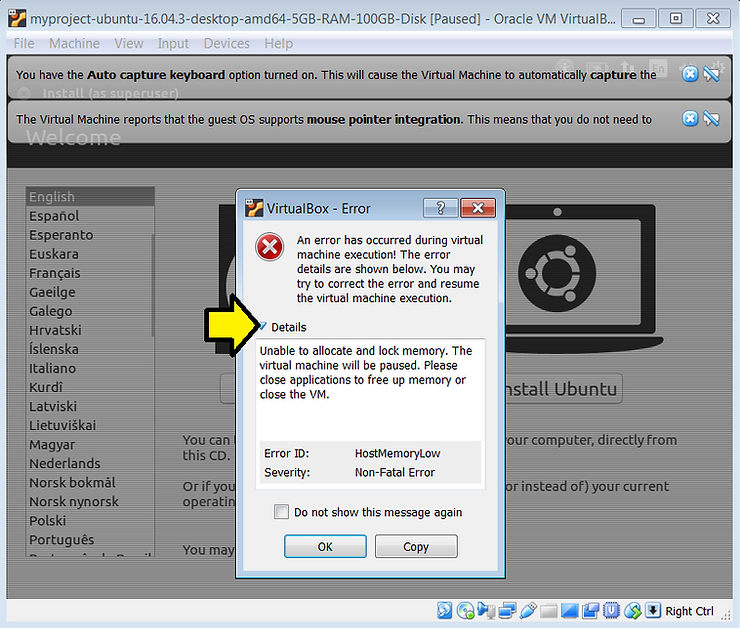 myproject-ubuntu-16.04.3-desktop-amd64-5GB-RAM-100GB-Disk [Paused] - Oracle VM VirtualB...
File Machine View Input Devices Help
You have the Auto capture keyboard option turned on. This will cause the Virtual Machine to automatically capture the
En
Install (as superuser)
The Virtual Machine reports that the guest OS supports mouse pointer integration. This means that you do not need to
Welcome
English
Español
Esperanto
Euskara
Français
Gaeilge
Galego
Hrvatski
Íslenska
Italiano
Kurdî
Latviski
Lietuviškai
Magyar
Nederlands
Norsk bokmål
Norsk nynorsk
Polski
Português
VirtualBox - Error
?
An error has occurred during virtual
machine execution! The error
details are shown below. You may
try to correct the error and resume
the virtual machine execution.
Details
Unable to allocate and lock memory. The
virtual machine will be paused. Please
close applications to free up memory or
close the VM.
Error ID: HostMemoryLow
Severity: Non-Fatal Error
Do not show this message again
OK Copy
nstall Ubuntu
You can
our computer, directly from
this CD.
Or if you
or instead of) your current
operatin
You may
Right Ctrl